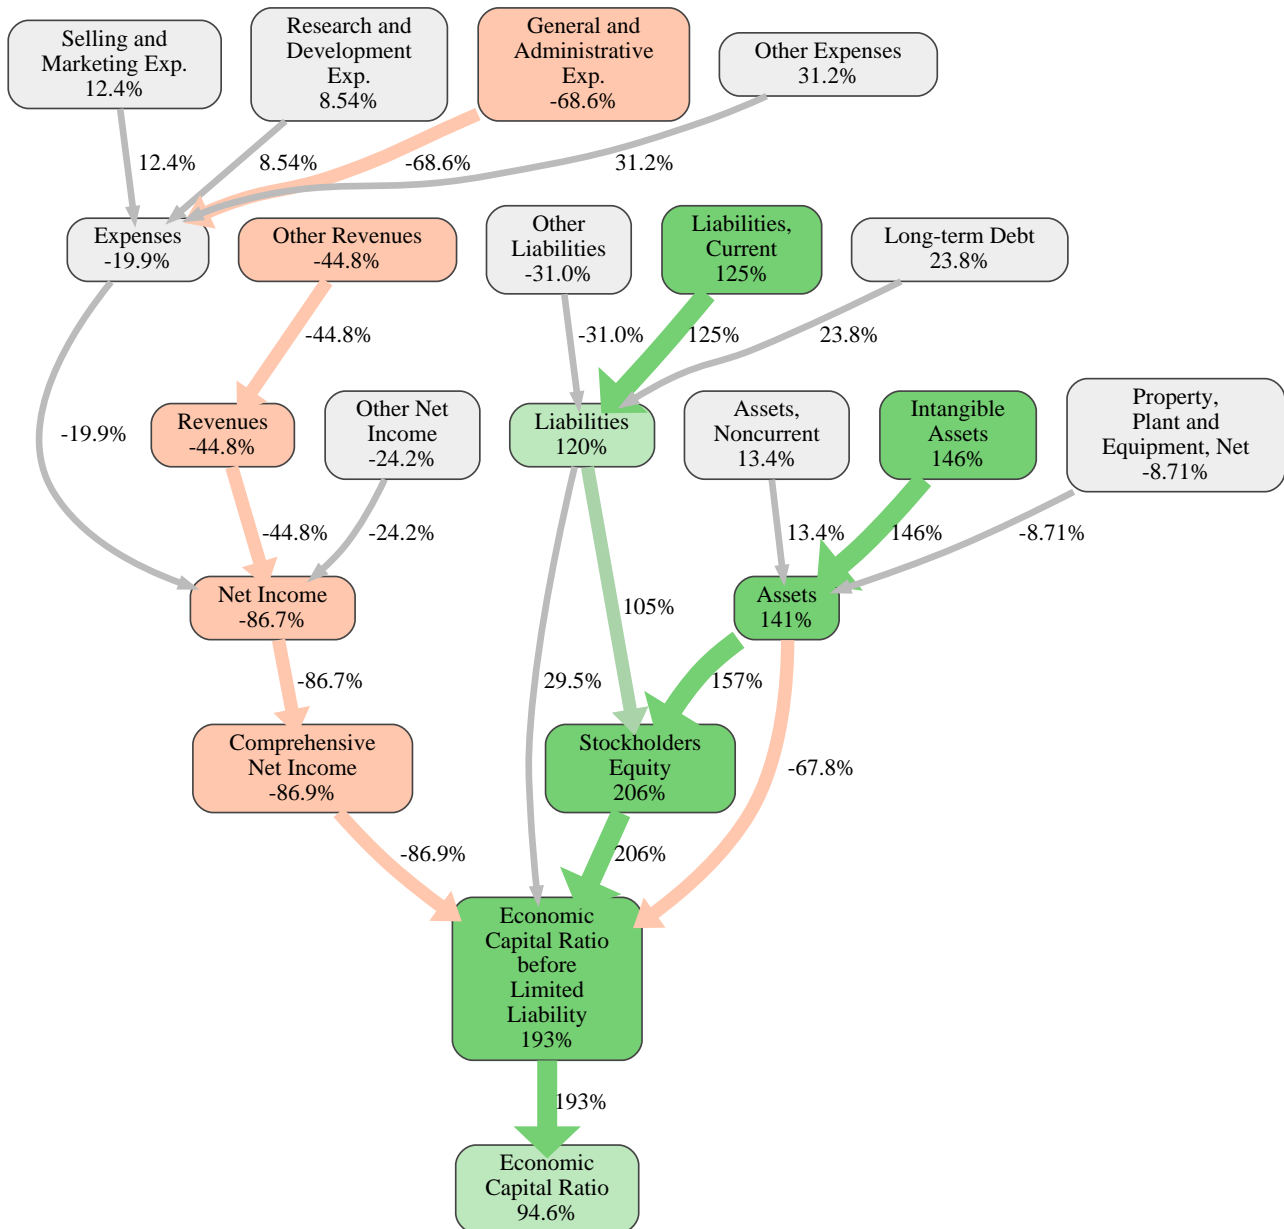 Selling and
Marketing Exp.
12.4%
Research and
Development
Exp.
8.54%
General and
Administrative
Exp.
-68.6%
Other Expenses
31.2%
12.4%
8.54%
-68.6%
31.2%
Expenses
-19.9%
Other Revenues
-44.8%
Other
Liabilities
-31.0%
Liabilities,
Current
125%
Long-term Debt
23.8%
-44.8%
-31.0%
125%
23.8%
-19.9%
Revenues
-44.8%
Other Net
Income
-24.2%
Liabilities
120%
Assets,
Noncurrent
13.4%
Intangible
Assets
146%
Property,
Plant and
Equipment, Net
-8.71%
-44.8%
-24.2%
13.4%
146%
-8.71%
Net Income
-86.7%
105%
Assets
141%
-86.7%
29.5%
157%
Comprehensive
Net Income
-86.9%
Stockholders
Equity
206%
-67.8%
-86.9%
206%
Economic
Capital Ratio
before
Limited
Liability
193%
193%
Economic
Capital Ratio
94.6%